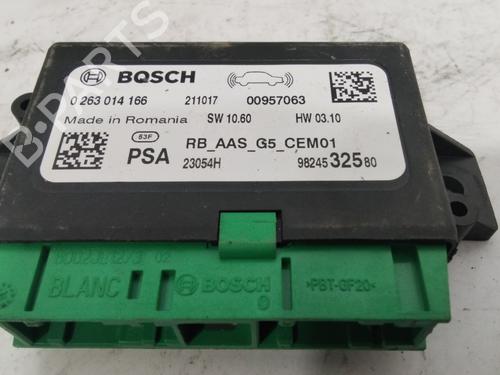 BOSCH
0 263 014 166 211017 00957063
Made in Romania SW 10.60 HW 03.10
53F
PSA RB_AAS_G5_CEM01
23054H 98245 325 80
02
BLANC BOSCH >PBT-GF20<